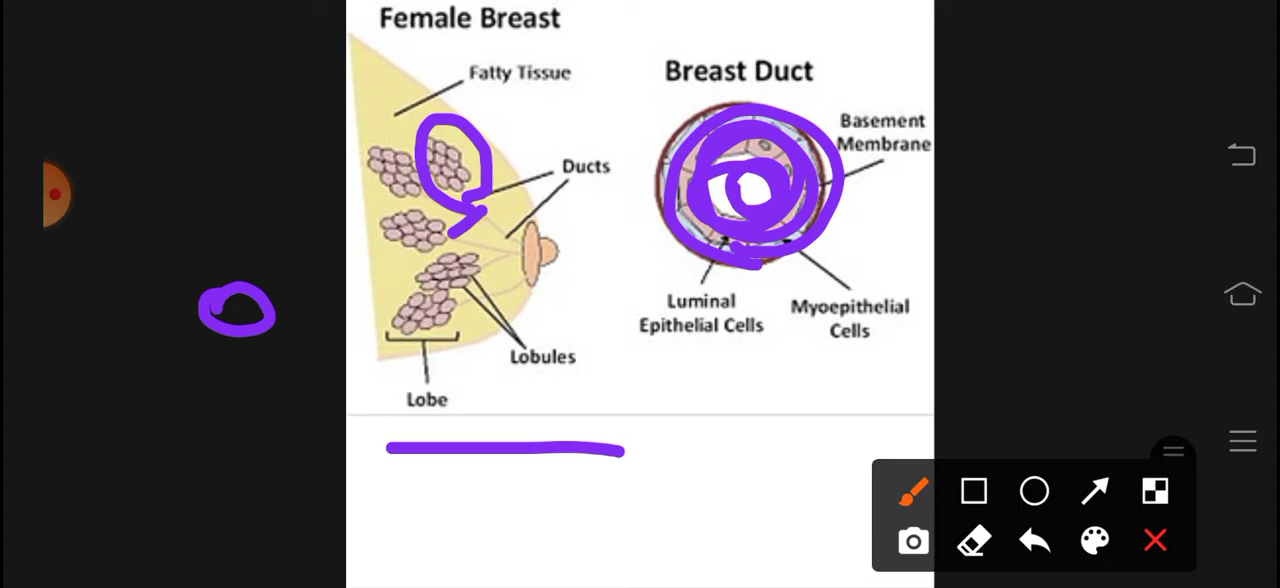 Female Breast
Fatty Tissue
Ducts
Lobules
Lobe
Breast Duct
Basement
Membrane
Luminal
Epithelial Cells
Myoepithelial
Cells